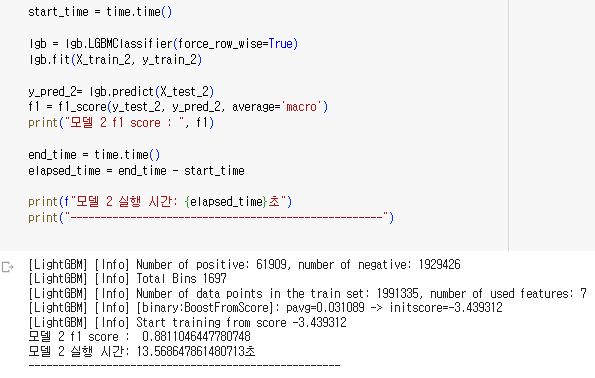 start_time = time.time()
lgb = lgb.LGBMClassifier(force_row_wise=True)
lgb.fit(X_train_2, y_train_2)
y_pred_2= lgb.predict(X_test_2)
f1 = f1_score(y_test_2, y_pred_2, average='macro')
print("모델 2 f1 score : ", f1)
end_time = time.time()
elapsed_time = end_time - start_time
print(f"모델 2 실행 시간: {elapsed_time}초")
print("----------------------------------------------------")
[LightGBM] [Info] Number of positive: 61909, number of negative: 1929426
[LightGBM] [Info] Total Bins 1697
[LightGBM] [Info] Number of data points in the train set: 1991335, number of used features: 7
[LightGBM] [Info] [binary:BoostFromScore]: pavg=0.031089 -> initscore=-3.439312
[LightGBM] [Info] Start training from score -3.439312
모델 2 f1 score :  0.8811046447780748
모델 2 실행 시간: 13.568647861480713초
----------------------------------------------------